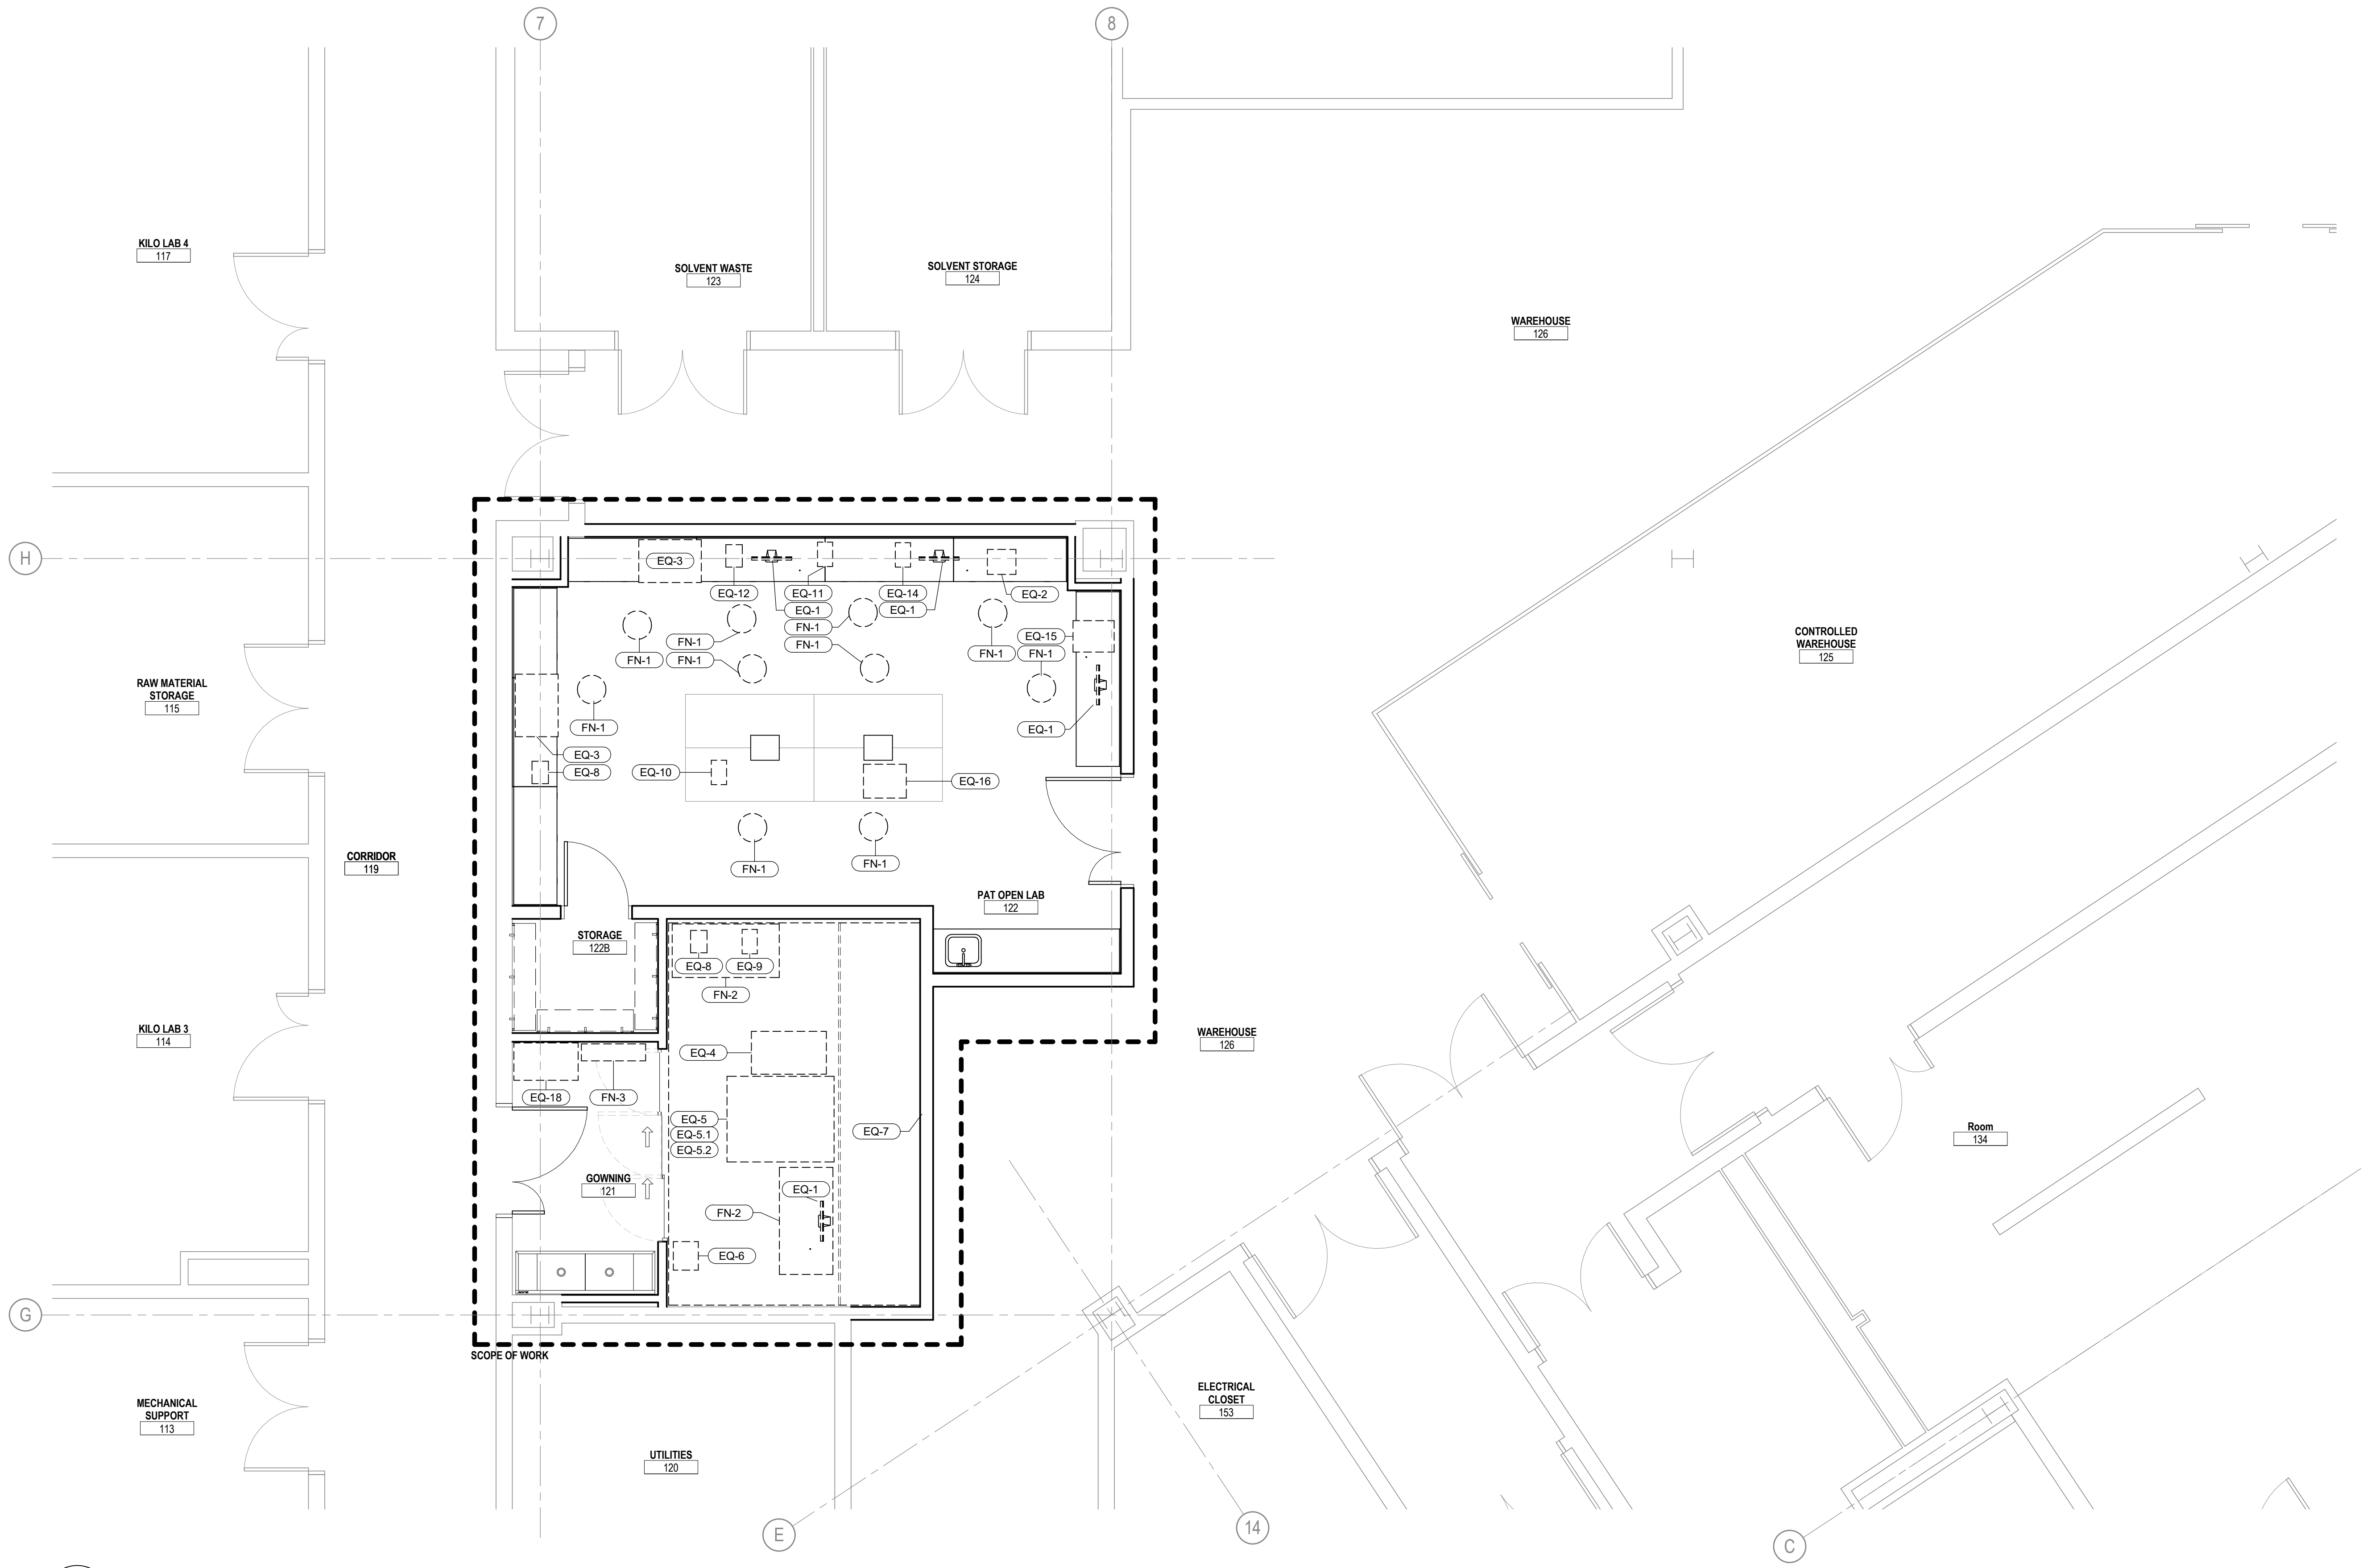 7
8
KILO LAB 4
117
SOLVENT WASTE
123
SOLVENT STORAGE
124
WAREHOUSE
126
H
EQ-3
EQ-12
EQ-11
EQ-14
EQ-2
EQ-1
EQ-1
FN-1
EQ-15
FN-1
FN-1
FN-1
FN-1
FN-1
FN-1
FN-1
CONTROLLED
WAREHOUSE
125
RAW MATERIAL
STORAGE
115
FN-1
EQ-1
EQ-3
EQ-8
EQ-10
EQ-16
CORRIDOR
119
FN-1
FN-1
PAT OPEN LAB
122
STORAGE
122B
EQ-8
EQ-9
FN-2
KILO LAB 3
114
WAREHOUSE
126
EQ-4
EQ-18
FN-3
EQ-5
EQ-5.1
EQ-5.2
EQ-7
Room
134
GOWNING
121
EQ-1
FN-2
EQ-6
G
SCOPE OF WORK
MECHANICAL
SUPPORT
113
ELECTRICAL
CLOSET
153
UTILITIES
120
E
14
C